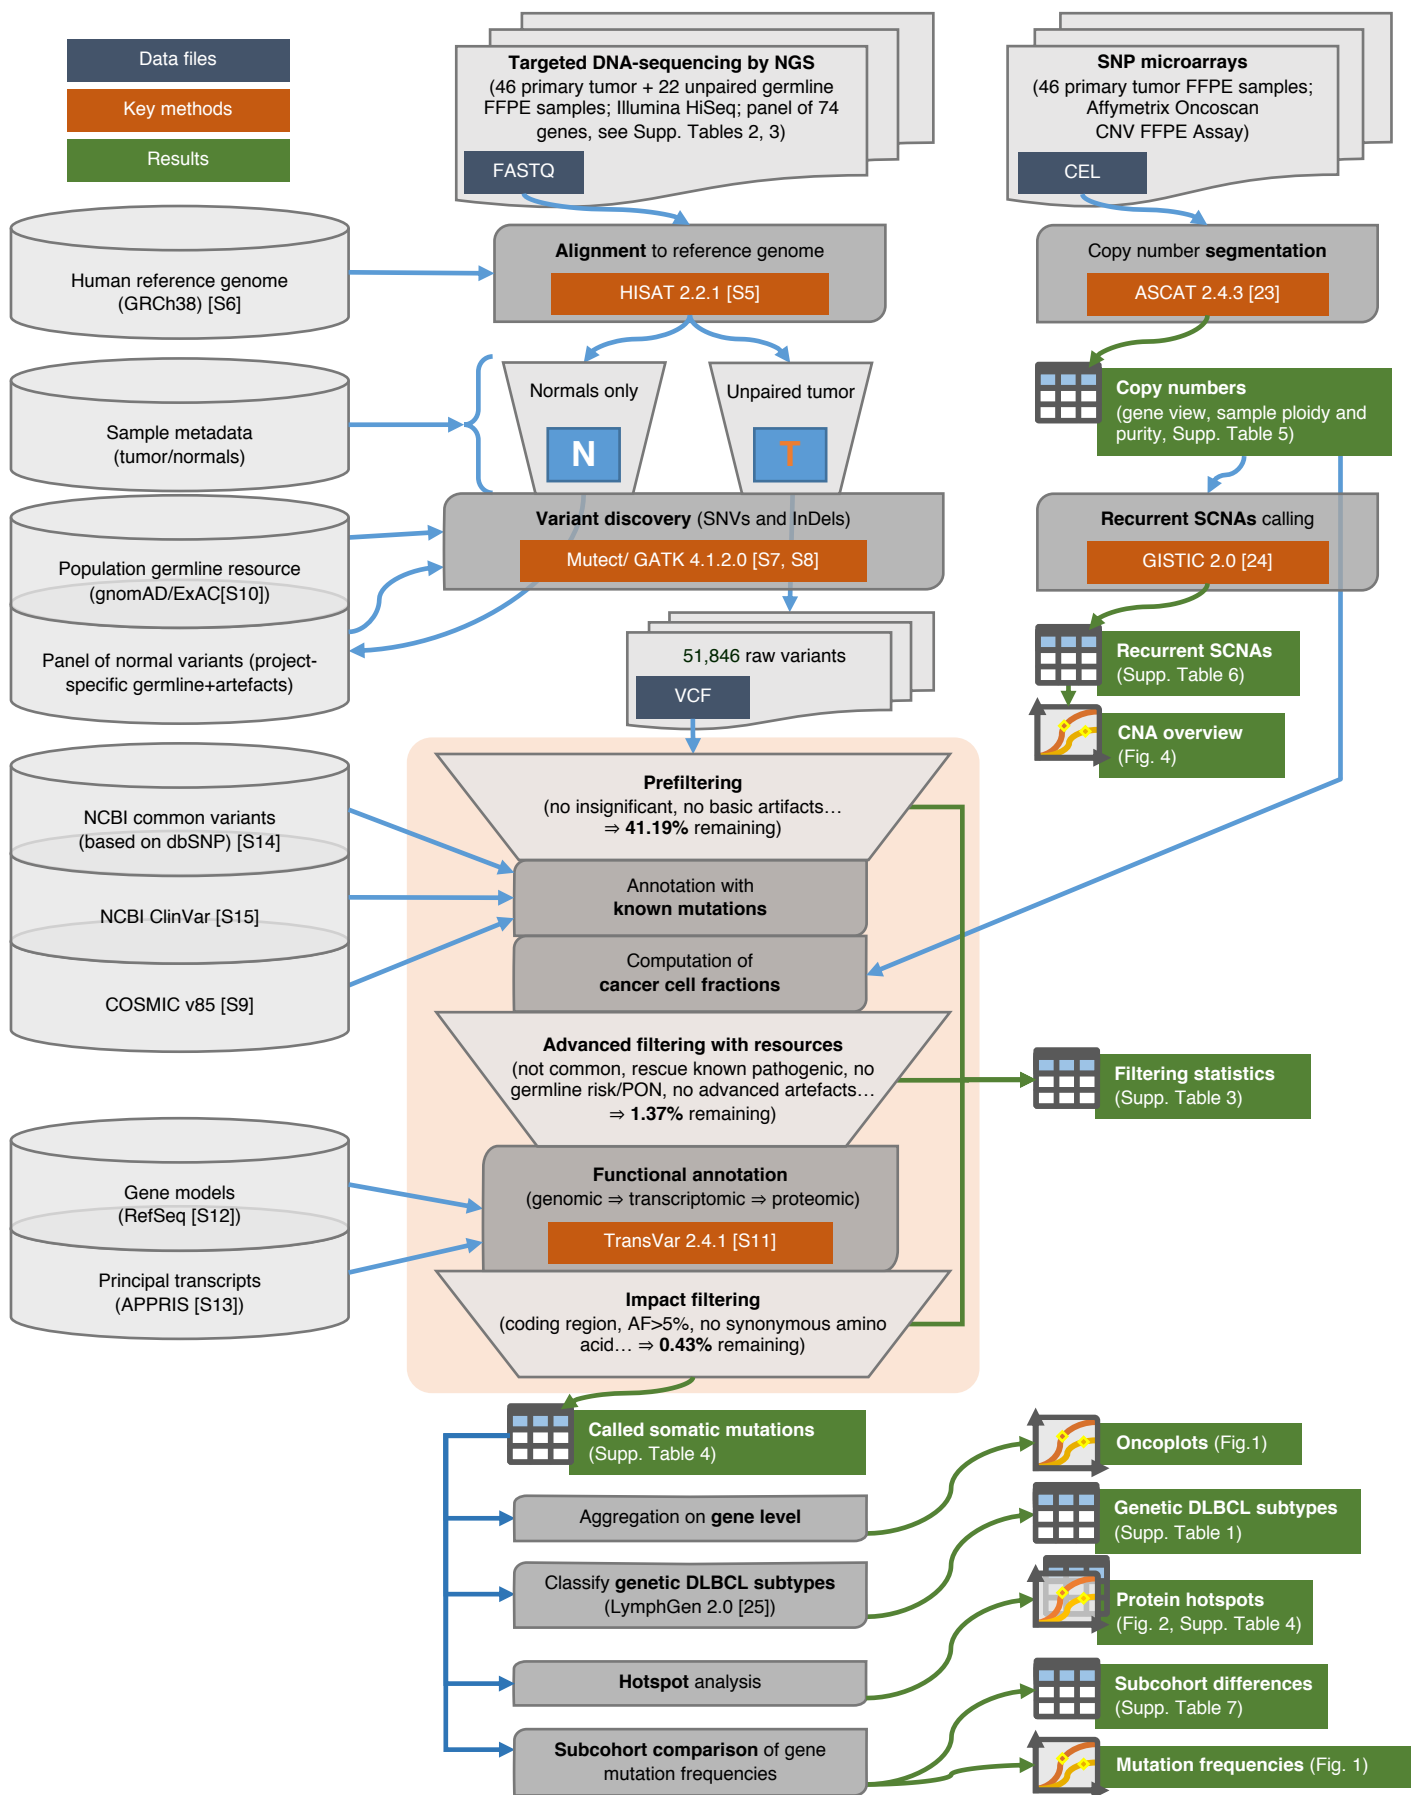 Data files
Key methods
Results
Targeted DNA-sequencing by NGS
(46 primary tumor + 22 unpaired germline
FFPE samples; Illumina HiSeq; panel of 74
genes, see Supp. Tables 2, 3)
FASTQ
SNP microarrays
(46 primary tumor FFPE samples;
Affymetrix Oncoscan
CNV FFPE Assay)
CEL
Human reference genome
(GRCh38) [S6]
Alignment to reference genome
HISAT 2.2.1 [S5]
Copy number segmentation
ASCAT 2.4.3 [23]
Sample metadata
(tumor/normals)
Normals only
N
Unpaired tumor
T
Copy numbers
(gene view, sample ploidy and
purity, Supp. Table 5)
Population germline resource
(gnomAD/ExAC[S10])
Panel of normal variants (project-
specific germline+artefacts)
Variant discovery (SNVs and InDels)
Mutect/ GATK 4.1.2.0 [S7, S8]
Recurrent SCNAs calling
GISTIC 2.0 [24]
51,846 raw variants
VCF
Recurrent SCNAs
(Supp. Table 6)
CNA overview
(Fig. 4)
NCBI common variants
(based on dbSNP) [S14]
NCBI ClinVar [S15]
COSMIC v85 [S9]
Prefiltering
(no insignificant, no basic artifacts…
⇒ 41.19% remaining)
Annotation with
known mutations
Computation of
cancer cell fractions
Advanced filtering with resources
(not common, rescue known pathogenic, no
germline risk/PON, no advanced artefacts…
⇒ 1.37% remaining)
Filtering statistics
(Supp. Table 3)
Gene models
(RefSeq [S12])
Principal transcripts
(APPRIS [S13])
Functional annotation
(genomic ⇒ transcriptomic ⇒ proteomic)
TransVar 2.4.1 [S11]
Impact filtering
(coding region, AF>5%, no synonymous amino
acid… ⇒ 0.43% remaining)
Called somatic mutations
(Supp. Table 4)
Oncoplots (Fig.1)
Aggregation on gene level
Genetic DLBCL subtypes
(Supp. Table 1)
Classify genetic DLBCL subtypes
(LymphGen 2.0 [25])
Protein hotspots
(Fig. 2, Supp. Table 4)
Hotspot analysis
Subcohort differences
(Supp. Table 7)
Subcohort comparison of gene
mutation frequencies
Mutation frequencies (Fig. 1)